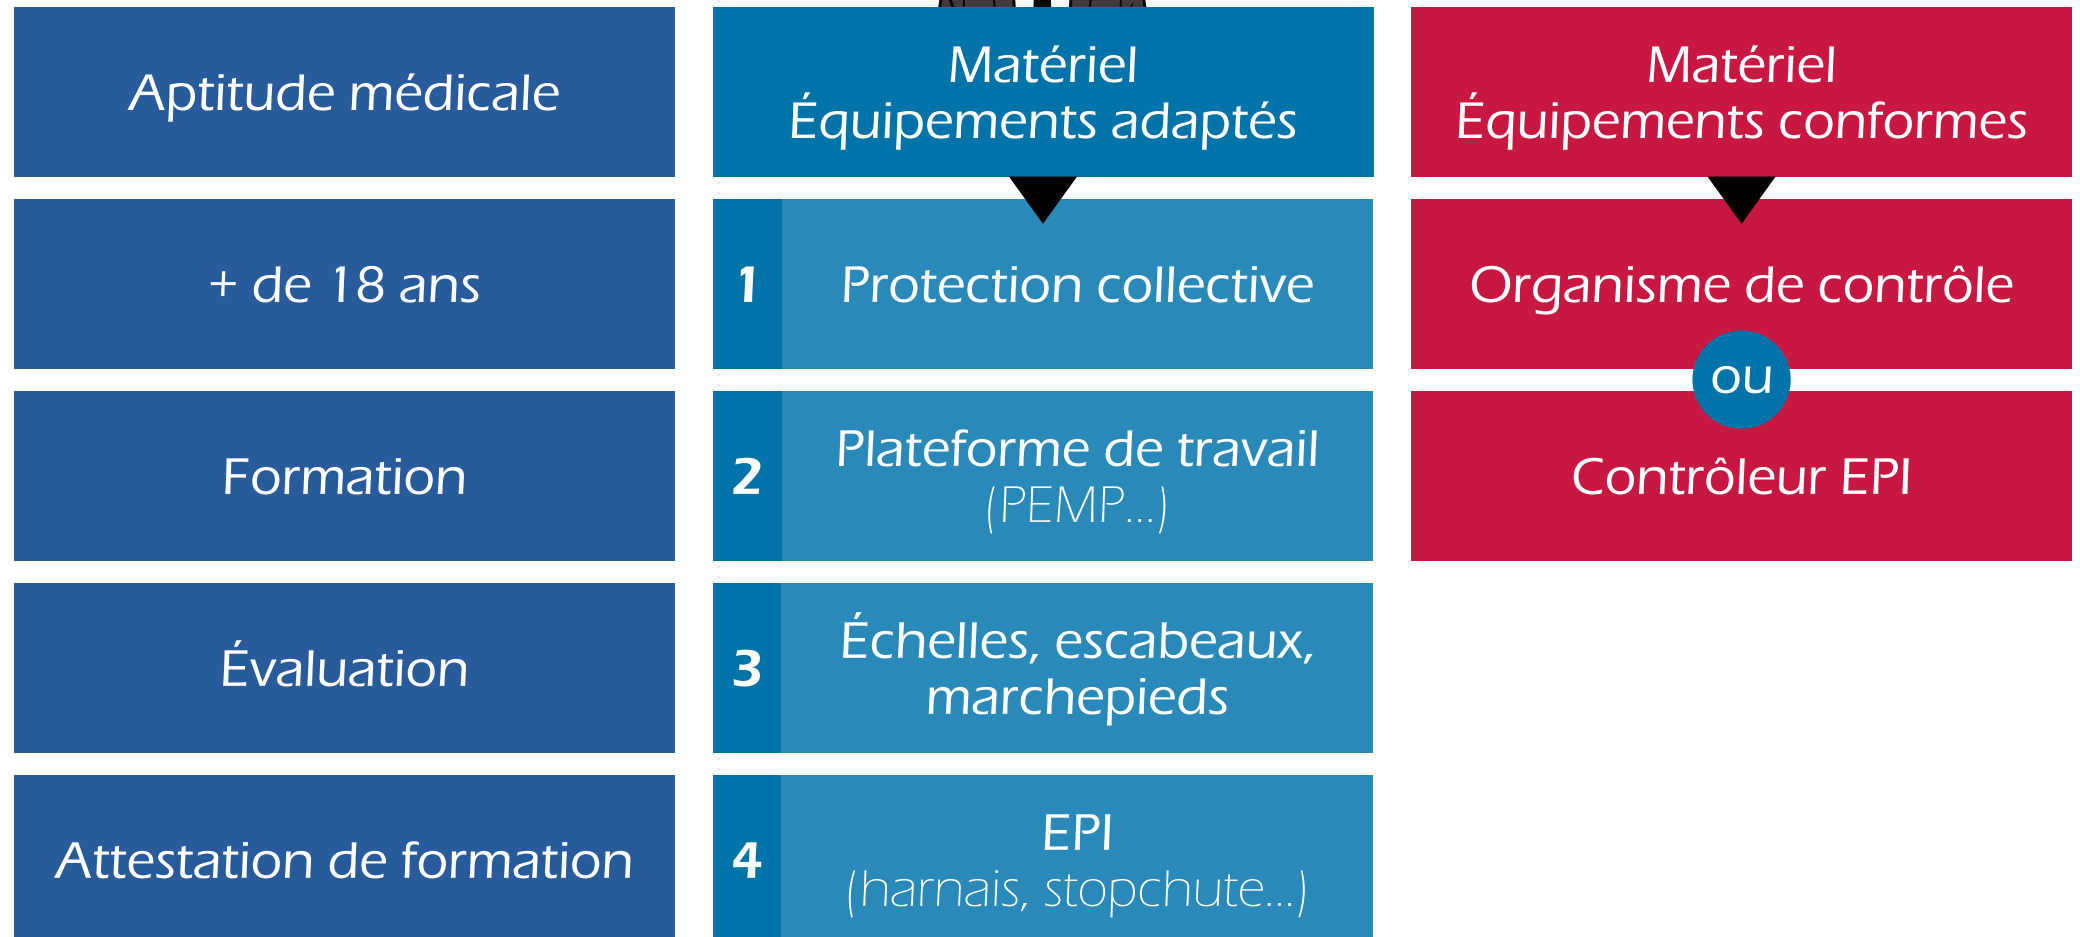 Aptitude médicale
+ de 18 ans
Formation
Évaluation
Attestation de formation
Matériel
Équipements adaptés
1
Protection collective
2
Plateforme de travail
(PEMP...)
3
Échelles, escabeaux,
marchepieds
4
EPI
(harnais, stopchute...)
Matériel
Équipements conformes
Organisme de contrôle
ou
Contrôleur EPI